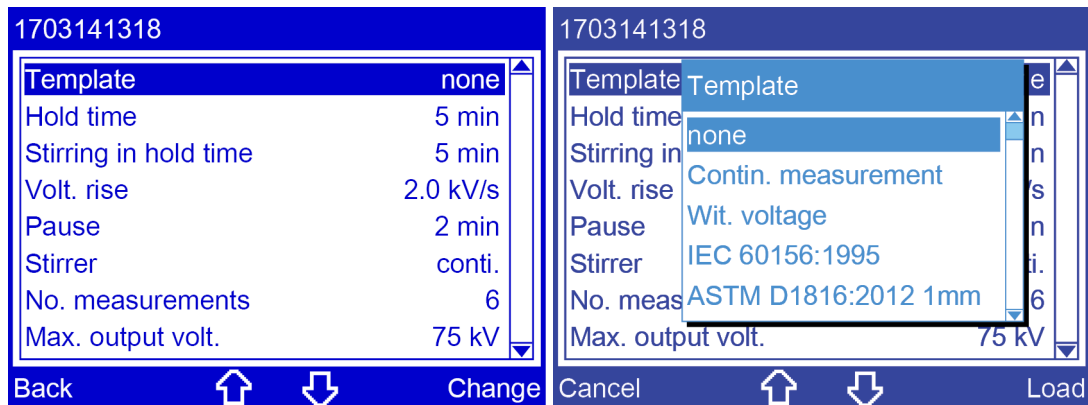 1703141318
Template none
Hold time 5 min
Stirring in hold time 5 min
Volt. rise 2.0 kV/s
Pause 2 min
Stirrer conti.
No. measurements 6
Max. output volt. 75 kV
Back Change
1703141318
Template e
Hold time n
Stirring in n
Volt. rise /s
Pause n
Stirrer ti.
No. meas 6
Max. output volt. 75 kV
Template
none
Contin. measurement
Wit. voltage
IEC 60156:1995
ASTM D1816:2012 1mm
Cancel Load